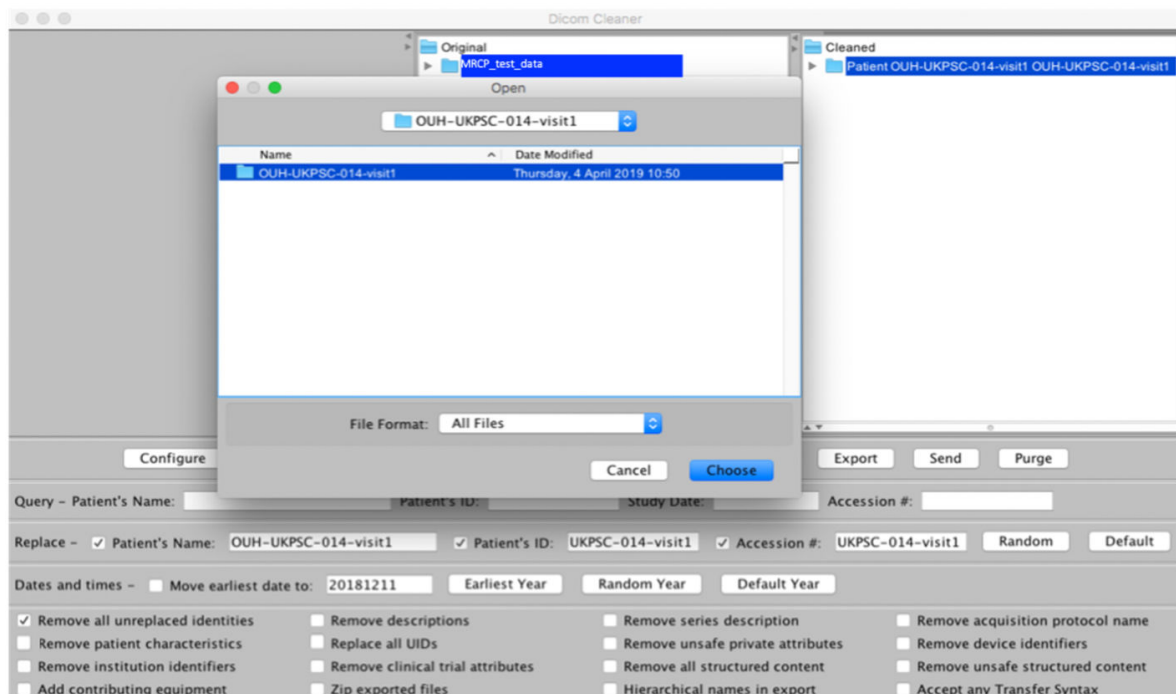 Dicom Cleaner
Original
MRCP_test_data
Cleaned
Patient OUH-UKPSC-014-visit1 OUH-UKPSC-014-visit1
Open
OUH-UKPSC-014-visit1
Name Date Modified
OUH-UKPSC-014-visit1 Thursday, 4 April 2019 10:50
File Format: All Files
Cancel Choose
Configure Export Send Purge
Query - Patient's Name: Patient's ID: Study Date: Accession #:
Replace - Patient's Name: OUH-UKPSC-014-visit1 Patient's ID: UKPSC-014-visit1 Accession #: UKPSC-014-visit1 Random Default
Dates and times - Move earliest date to: 20181211 Earliest Year Random Year Default Year
Remove all unreplaced identities Remove descriptions Remove series description Remove acquisition protocol name
Remove patient characteristics Replace all UIDs Remove unsafe private attributes Remove device identifiers
Remove institution identifiers Remove clinical trial attributes Remove all structured content Remove unsafe structured content
Add contributing equipment Zip exported files Hierarchical names in export Accept any Transfer Syntax